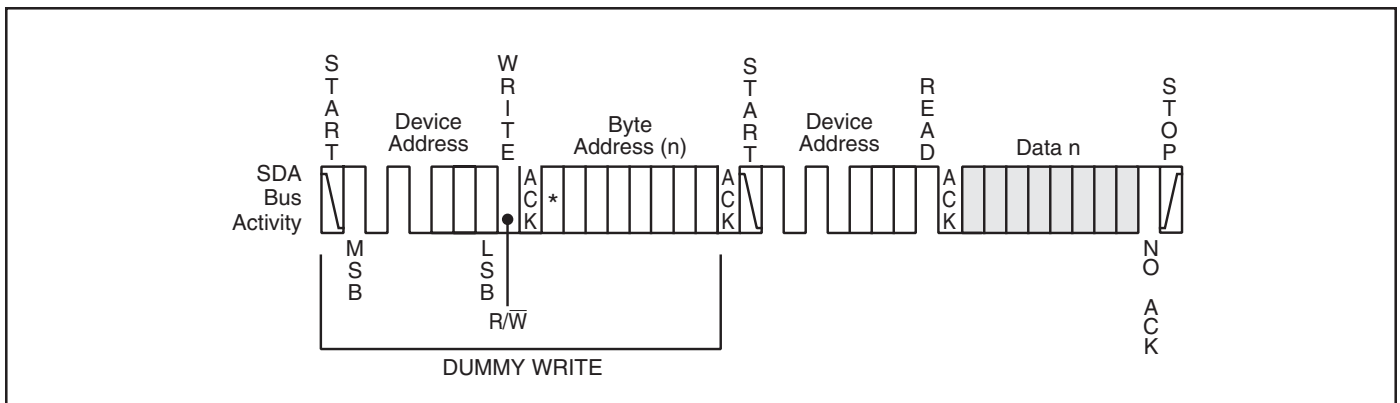 START
Device
Address
WRITE
Byte
Address (n)
START
Device
Address
READ
Data n
STOP
SDA
Bus
Activity
ACK
*
ACK
ACK
MSB
LSB
R/W̅
NO ACK
DUMMY WRITE